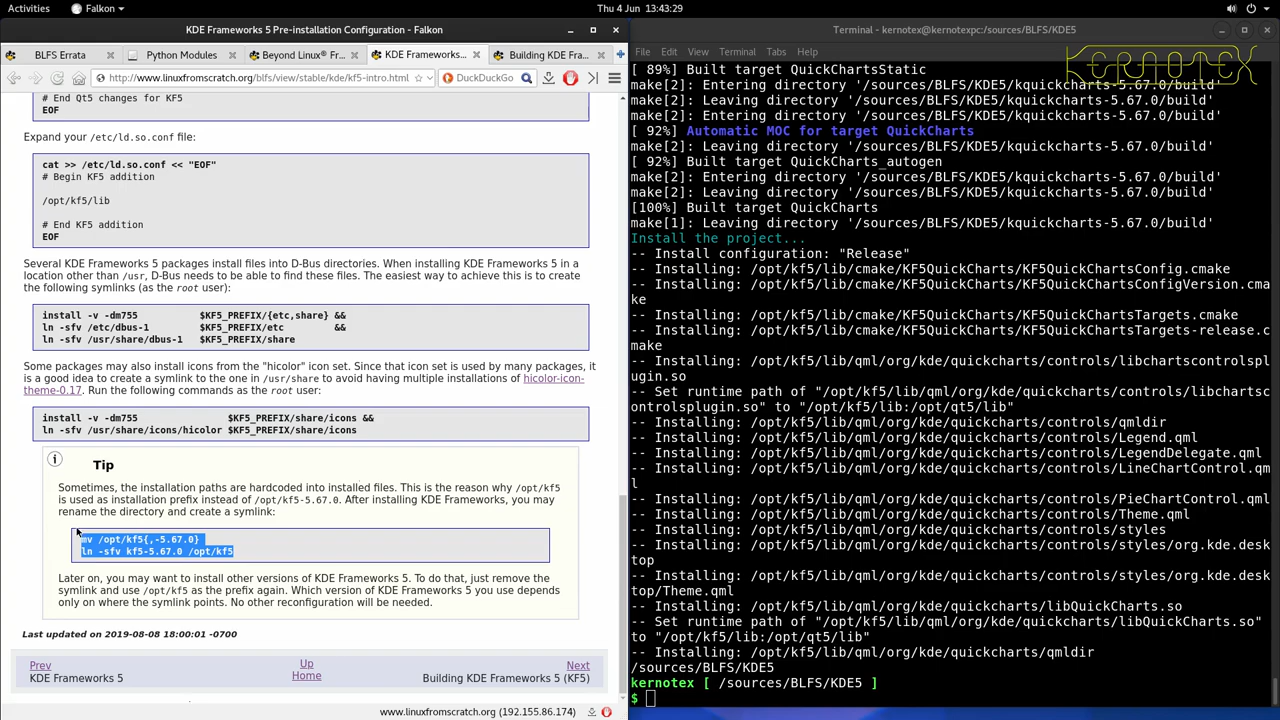 Activities
Falkon
Thu 4 Jun 13:43:29
KDE Frameworks 5 Pre-installation Configuration - Falkon
BLFS Errata
Python Modules
Beyond Linux® Fr...
KDE Frameworks...
Building KDE Fra...
http://www.linuxfromscratch.org/blfs/view/stable/kde/kf5-intro.html
DuckDuckGo
# End Qt5 changes for KF5
EOF
Expand your /etc/ld.so.conf file:
cat >> /etc/ld.so.conf << "EOF"
# Begin KF5 addition
/opt/kf5/lib
# End KF5 addition
EOF
Several KDE Frameworks 5 packages install files into D-Bus directories. When installing KDE Frameworks 5 in a
location other than /usr, D-Bus needs to be able to find these files. The easiest way to achieve this is to create
the following symlinks (as the root user):
install -v -dm755 $KF5_PREFIX/{etc,share} &&
ln -sfv /etc/dbus-1 $KF5_PREFIX/etc &&
ln -sfv /usr/share/dbus-1 $KF5_PREFIX/share
Some packages may also install icons from the "hicolor" icon set. Since that icon set is used by many packages, it
is a good idea to create a symlink to the one in /usr/share to avoid having multiple installations of hicolor-icon-
theme-0.17. Run the following commands as the root user:
install -v -dm755 $KF5_PREFIX/share/icons &&
ln -sfv /usr/share/icons/hicolor $KF5_PREFIX/share/icons
Tip
Sometimes, the installation paths are hardcoded into installed files. This is the reason why /opt/kf5
is used as installation prefix instead of /opt/kf5-5.67.0. After installing KDE Frameworks, you may
rename the directory and create a symlink:
mv /opt/kf5{,-5.67.0}
ln -sfv kf5-5.67.0 /opt/kf5
Later on, you may want to install other versions of KDE Frameworks 5. To do that, just remove the
symlink and use /opt/kf5 as the prefix again. Which version of KDE Frameworks 5 you use depends
only on where the symlink points. No other reconfiguration will be needed.
Last updated on 2019-08-08 18:00:01 -0700
Prev
Up
Next
KDE Frameworks 5
Home
Building KDE Frameworks 5 (KF5)
www.linuxfromscratch.org (192.155.86.174)
Terminal - kernotex@kernotexpc:/sources/BLFS/KDE5
File Edit View Terminal Tabs Help
KERNOTEX
[ 89%] Built target QuickChartsStatic
make[2]: Entering directory '/sources/BLFS/KDE5/kquickcharts-5.67.0/build'
make[2]: Leaving directory '/sources/BLFS/KDE5/kquickcharts-5.67.0/build'
make[2]: Entering directory '/sources/BLFS/KDE5/kquickcharts-5.67.0/build'
[ 92%] Automatic MOC for target QuickCharts
make[2]: Leaving directory '/sources/BLFS/KDE5/kquickcharts-5.67.0/build'
[ 92%] Built target QuickCharts_autogen
make[2]: Entering directory '/sources/BLFS/KDE5/kquickcharts-5.67.0/build'
make[2]: Leaving directory '/sources/BLFS/KDE5/kquickcharts-5.67.0/build'
[100%] Built target QuickCharts
make[1]: Leaving directory '/sources/BLFS/KDE5/kquickcharts-5.67.0/build'
Install the project...
-- Install configuration: "Release"
-- Installing: /opt/kf5/lib/cmake/KF5QuickCharts/KF5QuickChartsConfig.cmake
-- Installing: /opt/kf5/lib/cmake/KF5QuickCharts/KF5QuickChartsConfigVersion.cma
ke
-- Installing: /opt/kf5/lib/cmake/KF5QuickCharts/KF5QuickChartsTargets.cmake
-- Installing: /opt/kf5/lib/cmake/KF5QuickCharts/KF5QuickChartsTargets-release.c
make
-- Installing: /opt/kf5/lib/qml/org/kde/quickcharts/controls/libchartscontrolspl
ugin.so
-- Set runtime path of "/opt/kf5/lib/qml/org/kde/quickcharts/controls/libchartsc
ontrolsplugin.so" to "/opt/kf5/lib:/opt/qt5/lib"
-- Installing: /opt/kf5/lib/qml/org/kde/quickcharts/controls/qmldir
-- Installing: /opt/kf5/lib/qml/org/kde/quickcharts/controls/Legend.qml
-- Installing: /opt/kf5/lib/qml/org/kde/quickcharts/controls/LegendDelegate.qml
-- Installing: /opt/kf5/lib/qml/org/kde/quickcharts/controls/LineChartControl.qm
l
-- Installing: /opt/kf5/lib/qml/org/kde/quickcharts/controls/PieChartControl.qml
-- Installing: /opt/kf5/lib/qml/org/kde/quickcharts/controls/Theme.qml
-- Installing: /opt/kf5/lib/qml/org/kde/quickcharts/controls/styles
-- Installing: /opt/kf5/lib/qml/org/kde/quickcharts/controls/styles/org.kde.desk
top
-- Installing: /opt/kf5/lib/qml/org/kde/quickcharts/controls/styles/org.kde.desk
top/Theme.qml
-- Installing: /opt/kf5/lib/qml/org/kde/quickcharts/libQuickCharts.so
-- Set runtime path of "/opt/kf5/lib/qml/org/kde/quickcharts/libQuickCharts.so"
to "/opt/kf5/lib:/opt/qt5/lib"
-- Installing: /opt/kf5/lib/qml/org/kde/quickcharts/qmldir
/sources/BLFS/KDE5
kernotex [ /sources/BLFS/KDE5 ]
$